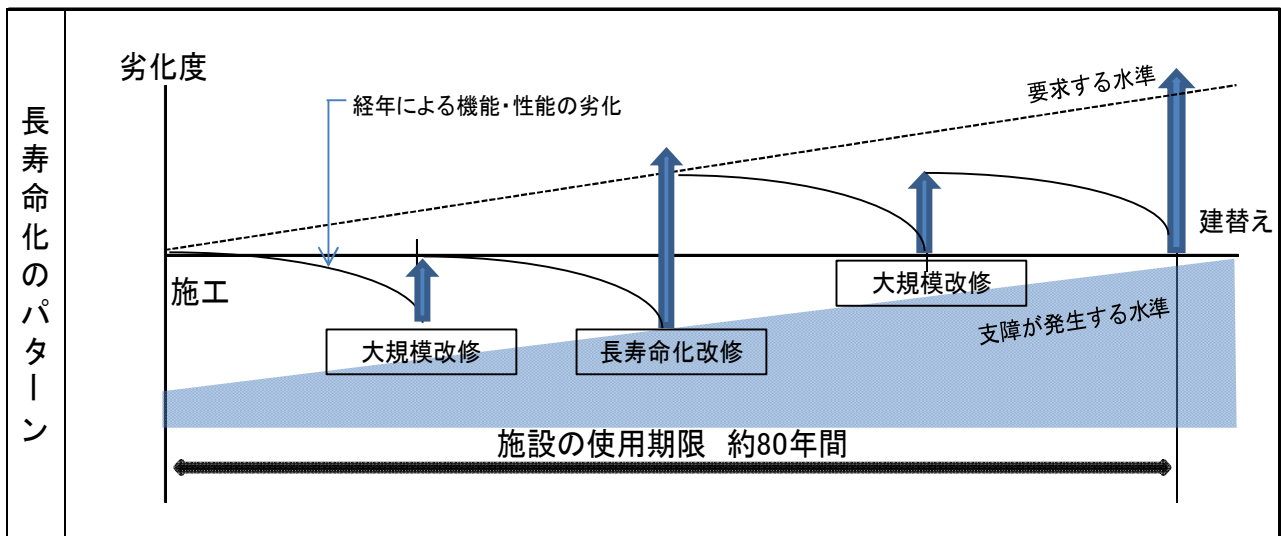 長寿命化のパターン
劣化度
経年による機能・性能の劣化
要求する水準
建替え
施工
大規模改修
大規模改修
長寿命化改修
支障が発生する水準
施設の使用期限 約80年間